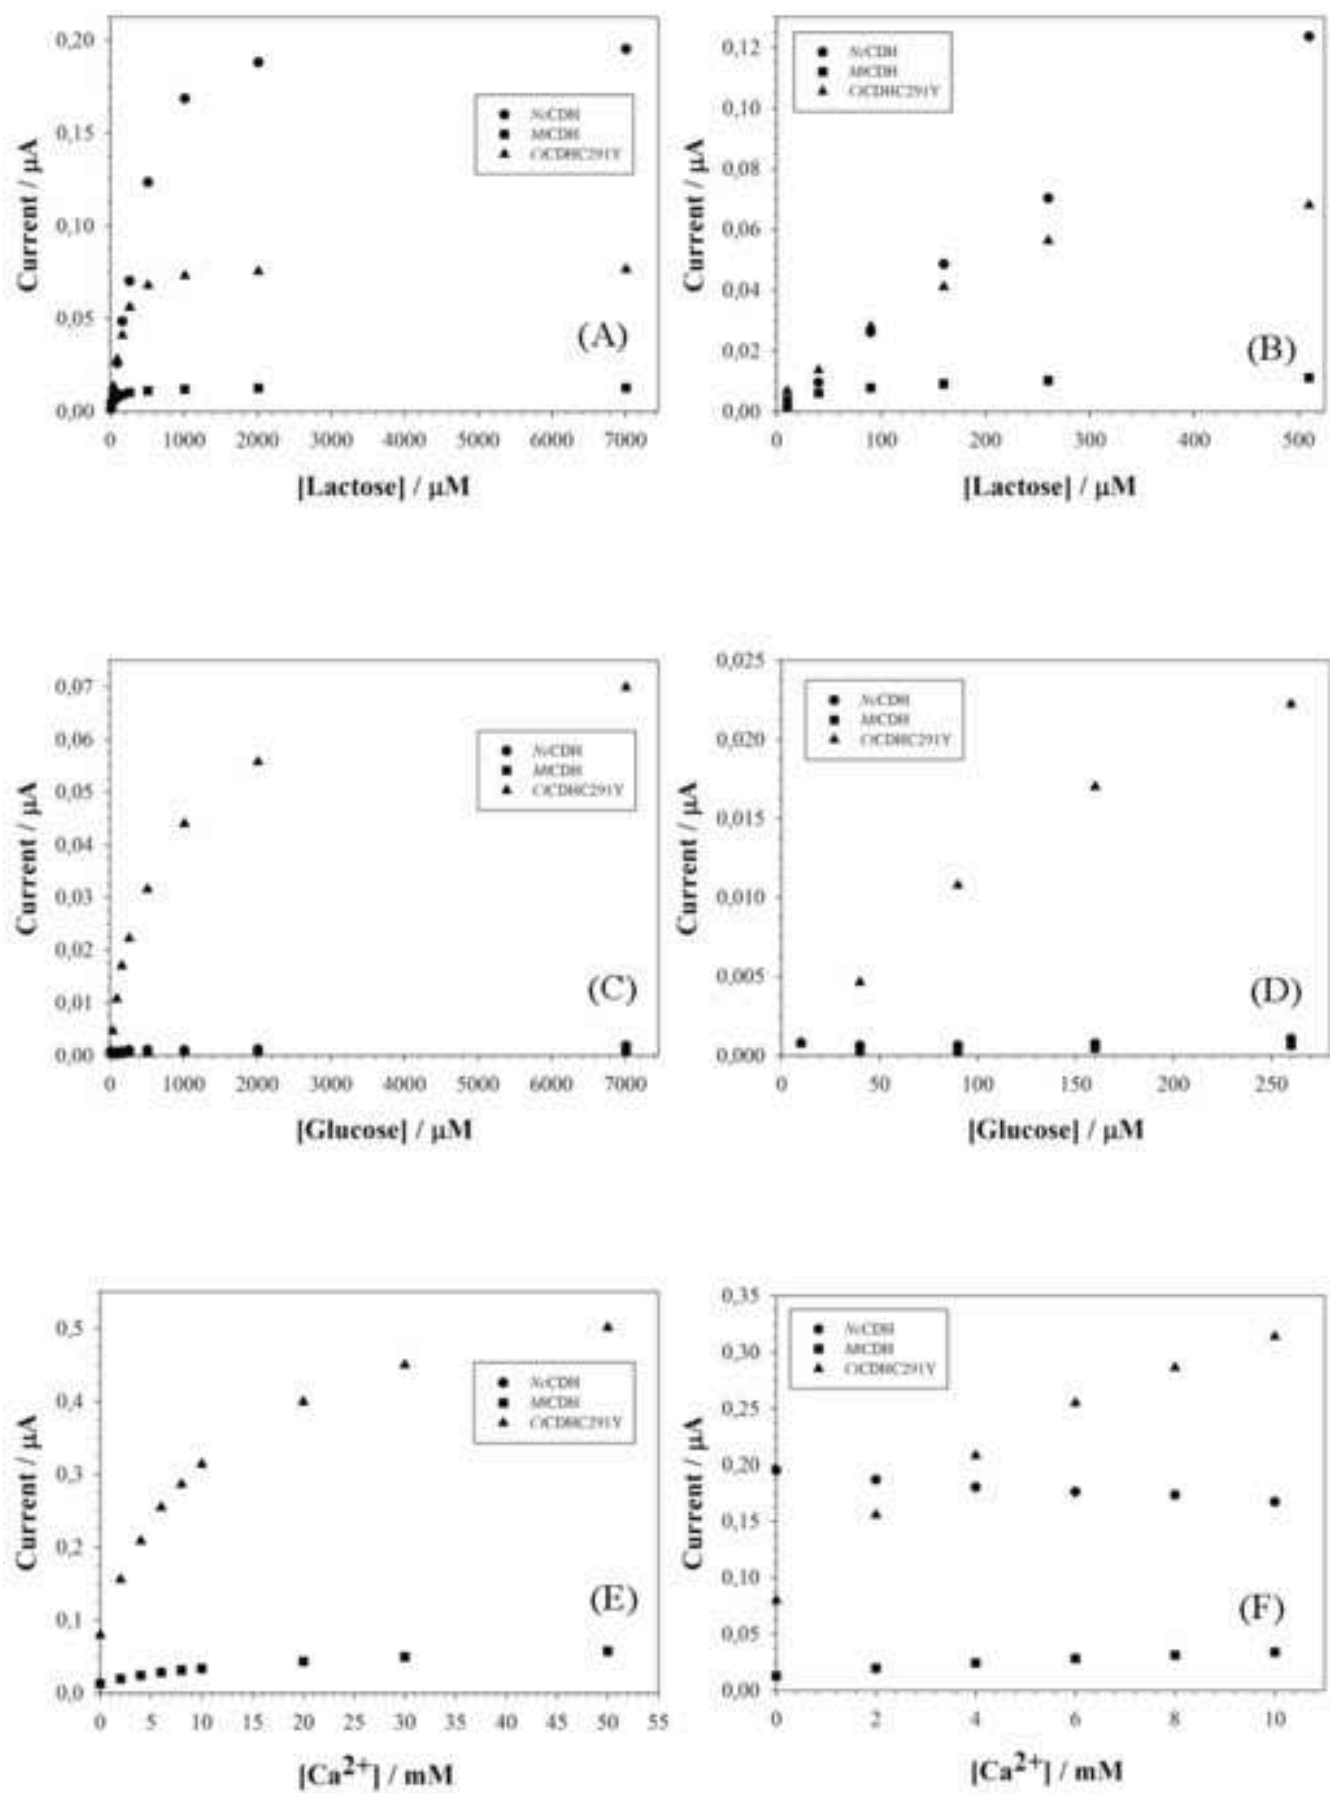 0,20
0,15
0,10
0,05
0,00
Current / µA
0 1000 2000 3000 4000 5000 6000 7000
[Lactose] / µM
NcCDH
MtCDH
CtCDHC291Y
(A)
0,12
0,10
0,08
0,06
0,04
0,02
0,00
Current / µA
0 100 200 300 400 500
[Lactose] / µM
NcCDH
MtCDH
CtCDHC291Y
(B)
0,07
0,06
0,05
0,04
0,03
0,02
0,01
0,00
Current / µA
0 1000 2000 3000 4000 5000 6000 7000
[Glucose] / µM
NcCDH
MtCDH
CtCDHC291Y
(C)
0,025
0,020
0,015
0,010
0,005
0,000
Current / µA
0 50 100 150 200 250
[Glucose] / µM
NcCDH
MtCDH
CtCDHC291Y
(D)
0,5
0,4
0,3
0,2
0,1
0,0
Current / µA
0 5 10 15 20 25 30 35 40 45 50 55
[Ca²⁺] / mM
NcCDH
MtCDH
CtCDHC291Y
(E)
0,35
0,30
0,25
0,20
0,15
0,10
0,05
0,00
Current / µA
0 2 4 6 8 10
[Ca²⁺] / mM
NcCDH
MtCDH
CtCDHC291Y
(F)